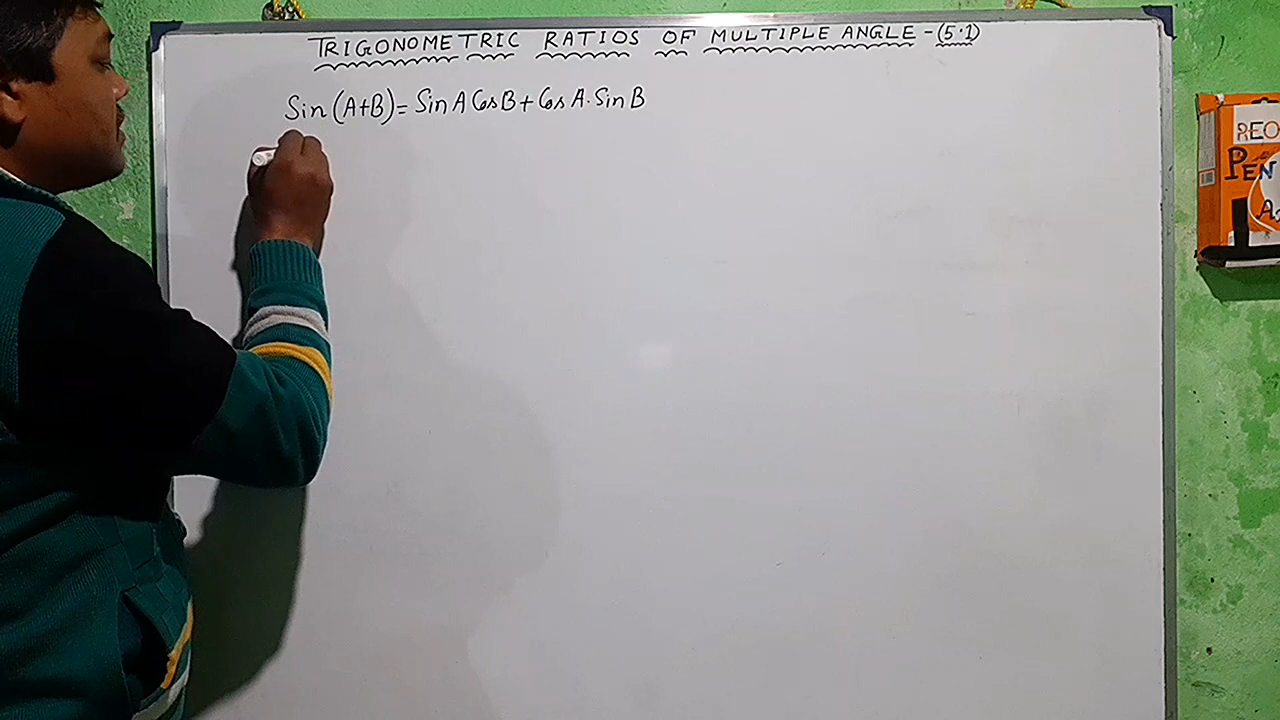 TRIGONOMETRIC RATIOS OF MULTIPLE ANGLE - (5.1)
Sin (A+B) = Sin A Cos B + Cos A. Sin B
REO
PEN